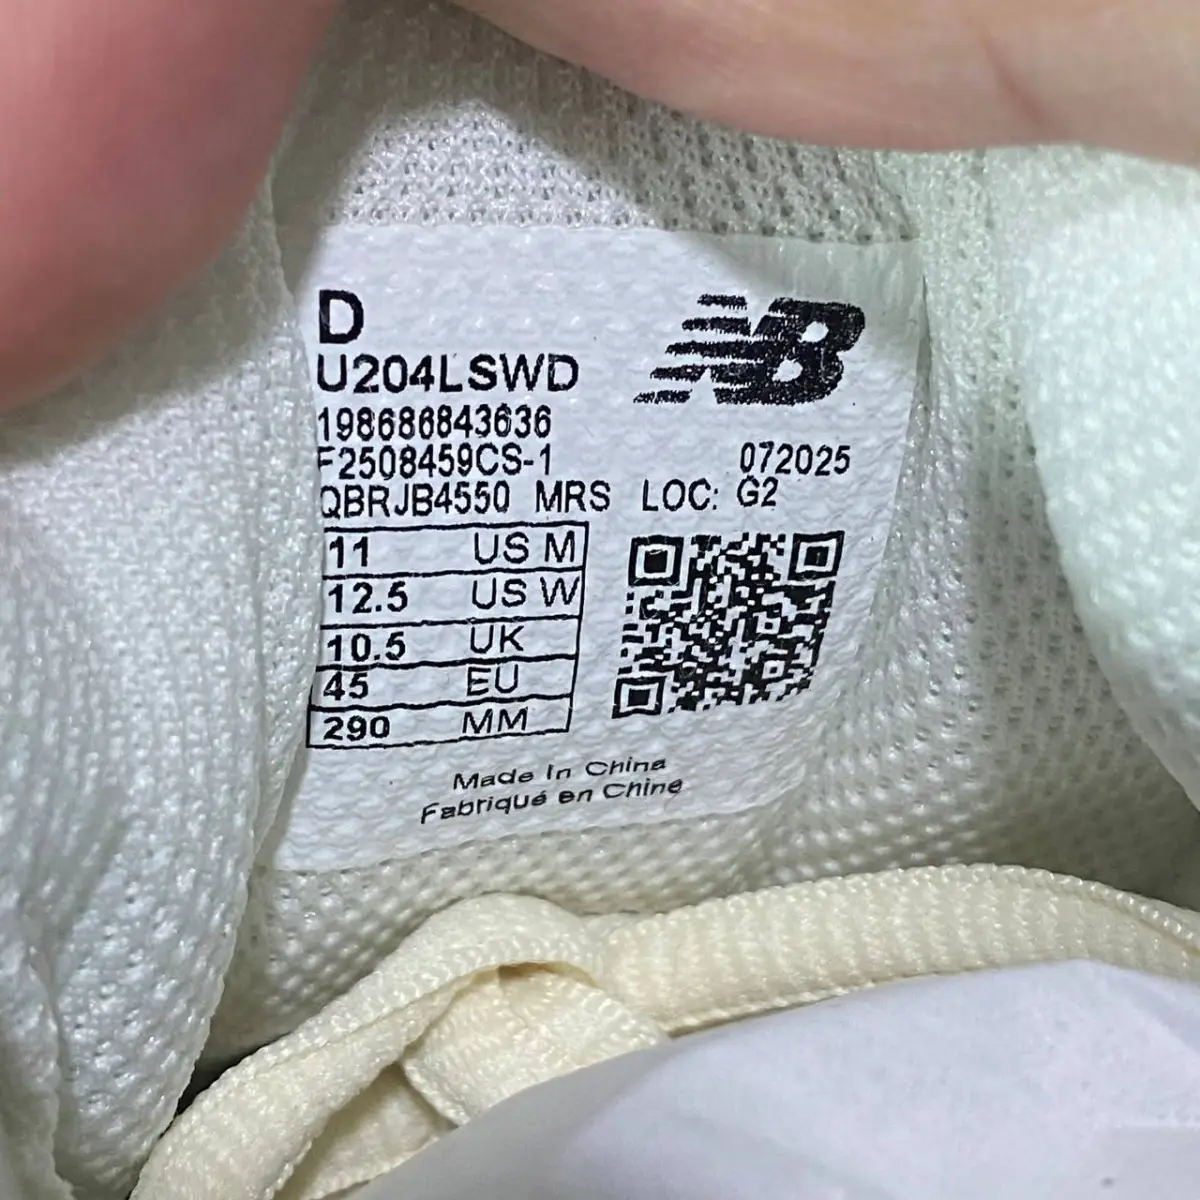 D
NB
U204LSWD
198686843636
F2508459CS-1 072025
QBRJB4550 MRS LOC: G2
11 US M
12.5 US W
10.5 UK
45 EU
290 MM
Made In China
Fabriqué en Chine